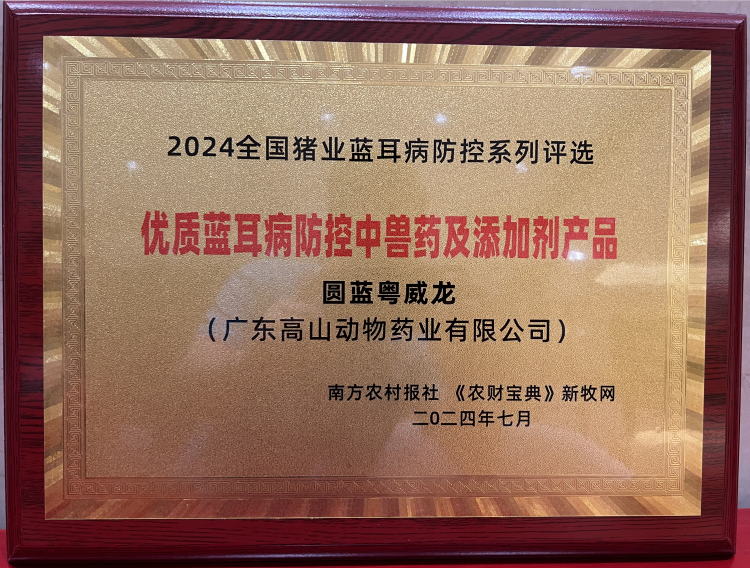 2024全国猪业蓝耳病防控系列评选
优质蓝耳病防控中兽药及添加剂产品
圆蓝粤威龙
（广东高山动物药业有限公司）
南方农村报社 《农财宝典》新牧网
二0二四年七月